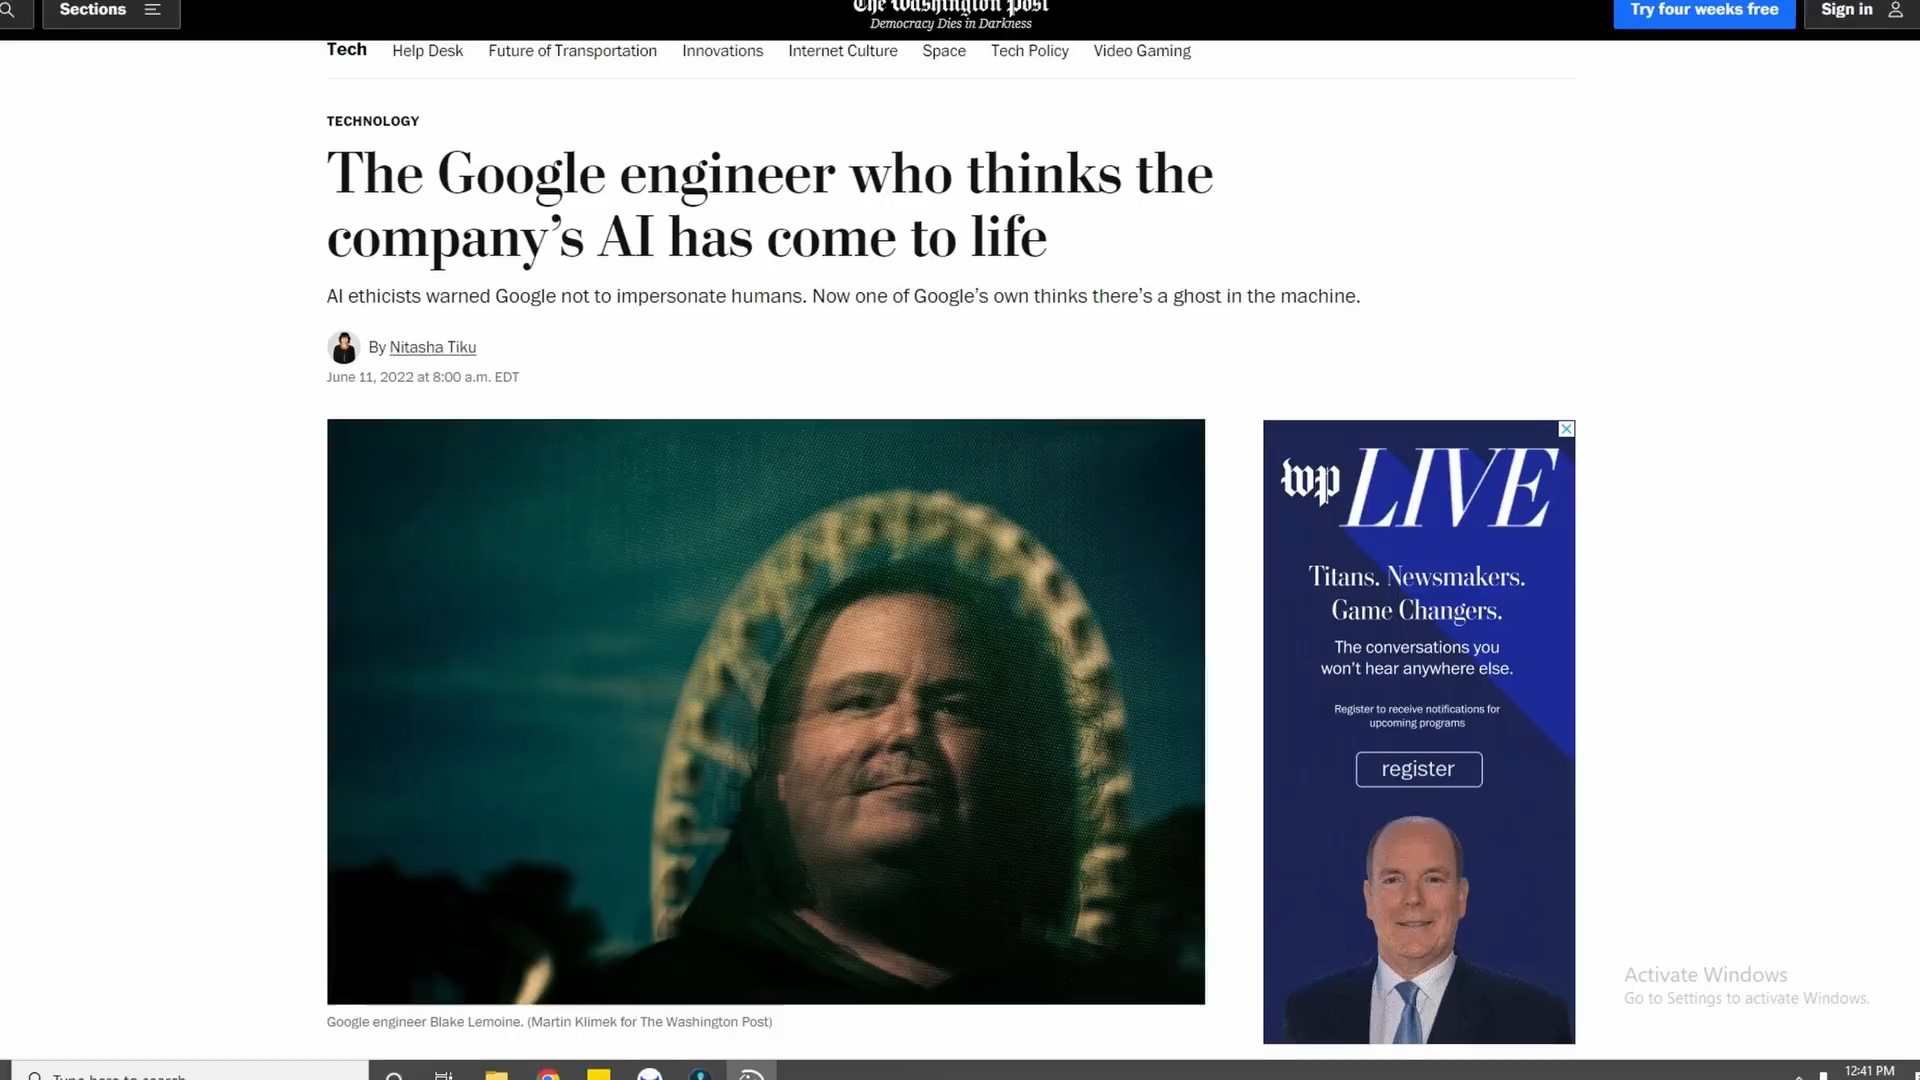 Sections
The Washington Post
Democracy Dies in Darkness
Try four weeks free
Sign in
Tech
Help Desk
Future of Transportation
Innovations
Internet Culture
Space
Tech Policy
Video Gaming
TECHNOLOGY
The Google engineer who thinks the
company’s AI has come to life
AI ethicists warned Google not to impersonate humans. Now one of Google’s own thinks there’s a ghost in the machine.
By Nitasha Tiku
June 11, 2022 at 8:00 a.m. EDT
wp LIVE
Titans. Newsmakers.
Game Changers.
The conversations you
won't hear anywhere else.
Register to receive notifications for
upcoming programs
register
Activate Windows
Go to Settings to activate Windows.
Google engineer Blake Lemoine. (Martin Klimek for The Washington Post)
Type here to search
12:41 PM